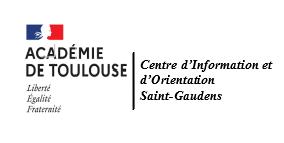 ACADÉMIE
DE TOULOUSE
Liberté
Égalité
Fraternité
Centre d'Information et
d'Orientation
Saint-Gaudens